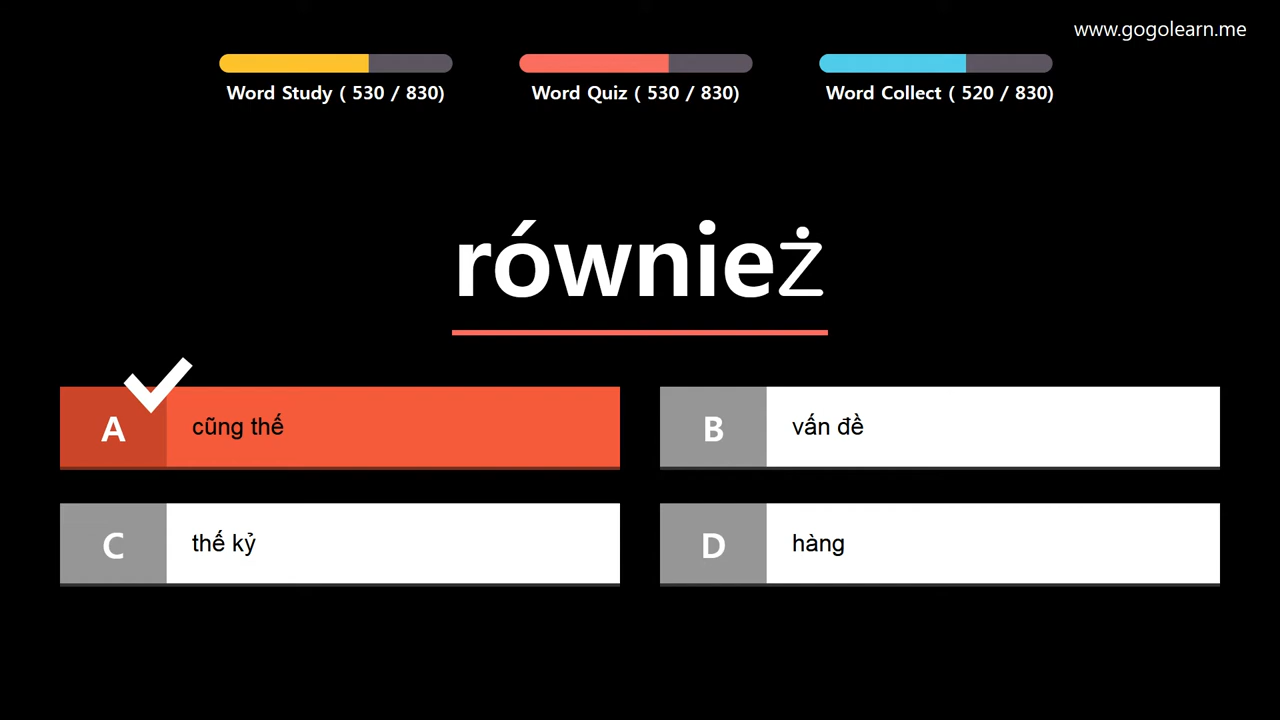 www.gogolearn.me
Word Study ( 530 / 830)
Word Quiz ( 530 / 830)
Word Collect ( 520 / 830)
również
A
cũng thế
B
vấn đề
C
thế kỷ
D
hàng